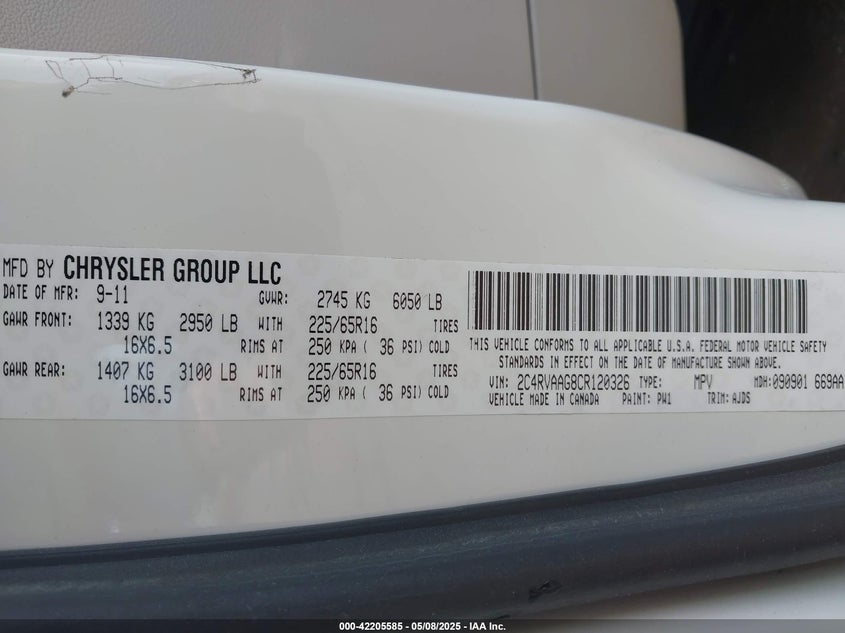 MFD BY CHRYSLER GROUP LLC
DATE OF MFR: 9-11 GVWR: 2745 KG 6050 LB
GAWR FRONT: 1339 KG 2950 LB WITH 225/65R16 TIRES
16X6.5 RIMS AT 250 KPA ( 36 PSI) COLD
GAWR REAR: 1407 KG 3100 LB WITH 225/65R16 TIRES
16X6.5 RIMS AT 250 KPA ( 36 PSI) COLD
THIS VEHICLE CONFORMS TO ALL APPLICABLE U.S.A. FEDERAL MOTOR VEHICLE SAFETY
STANDARDS IN EFFECT ON THE DATE OF MANUFACTURE SHOWN ABOVE.
VIN: 2C4RVAAG8CR120326 TYPE: MPV MDH: 090901 669AA
VEHICLE MADE IN CANADA PAINT: PW1 TRIM: AJDS
000-42205585 - 05/08/2025 - IAA Inc.